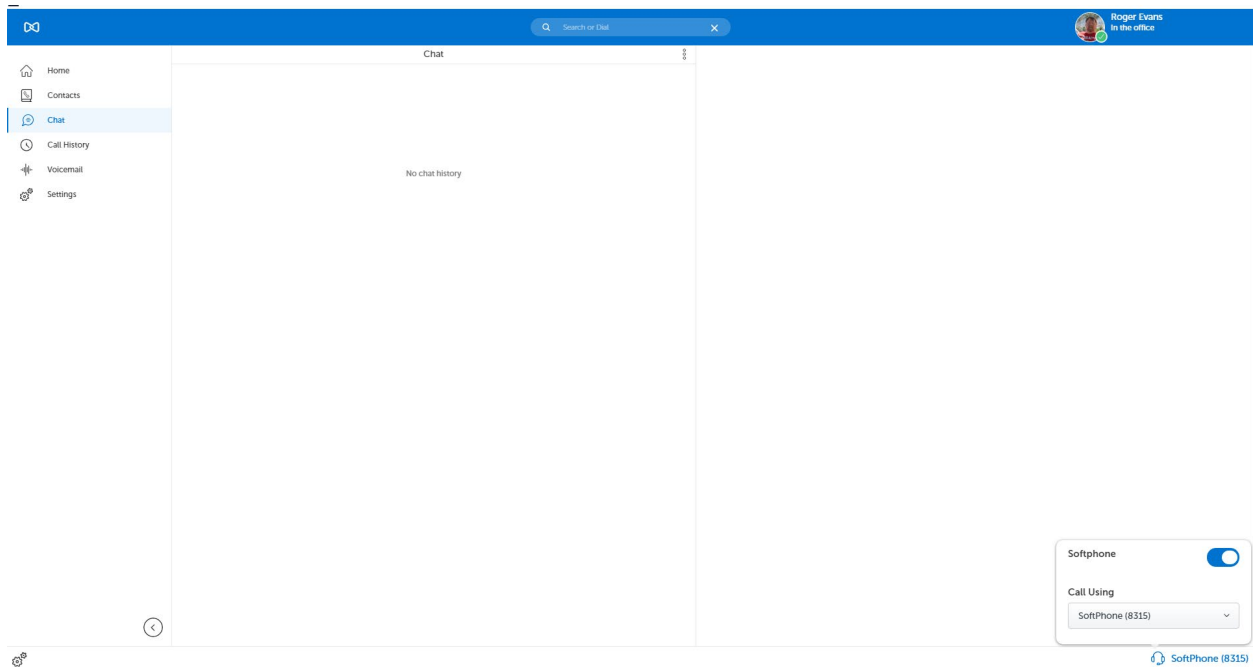 Search or Dial
Roger Evans
In the office
Home
Contacts
Chat
Call History
Voicemail
Settings
Chat
No chat history
Softphone
Call Using
SoftPhone (8315)
SoftPhone (8315)